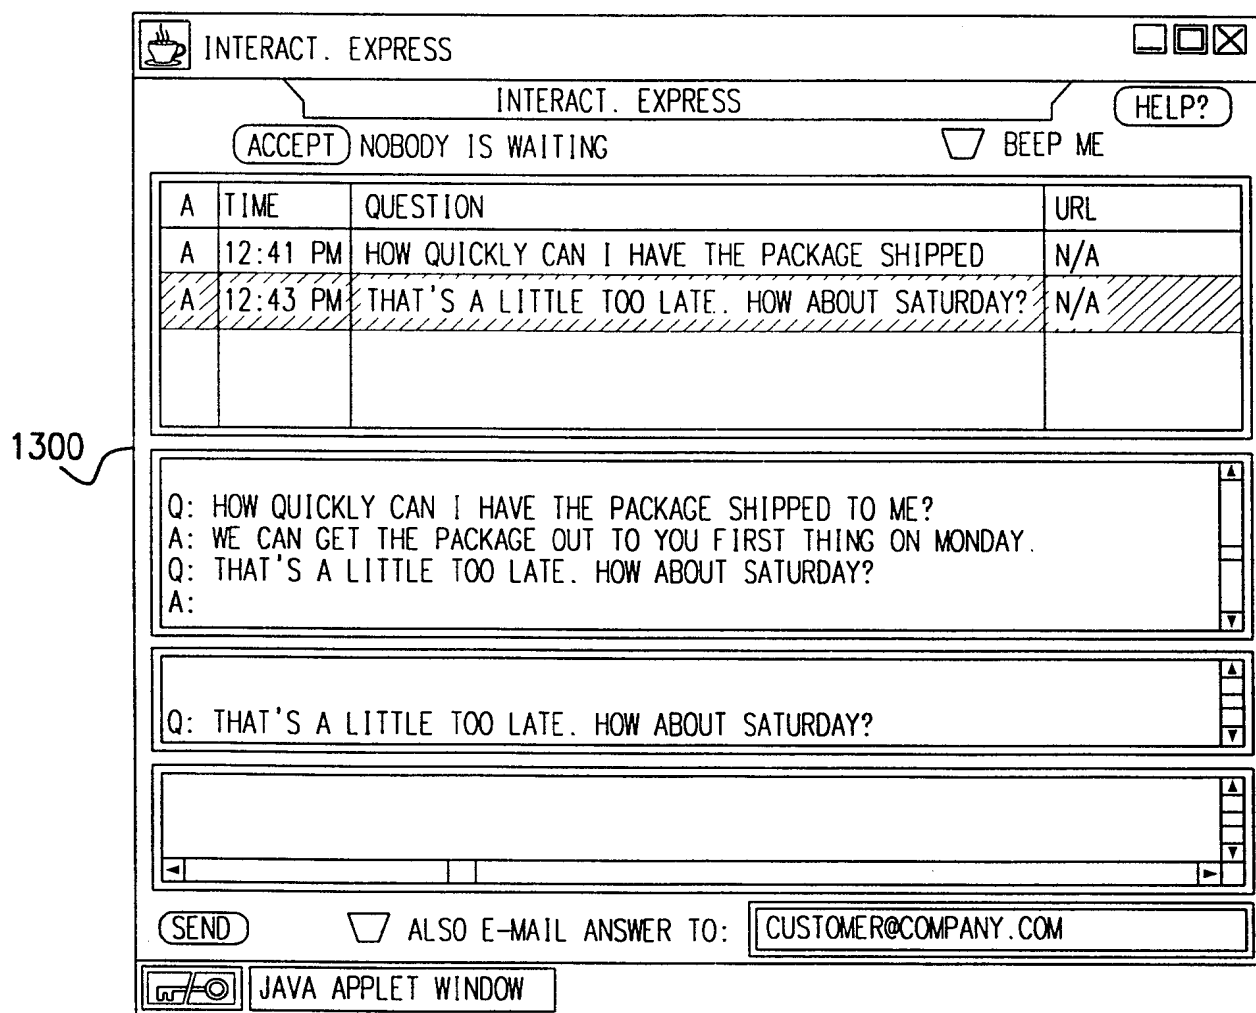 INTERACT. EXPRESS
INTERACT. EXPRESS
HELP?
ACCEPT NOBODY IS WAITING
BEEP ME
A TIME QUESTION URL
A 12:41 PM HOW QUICKLY CAN I HAVE THE PACKAGE SHIPPED N/A
A 12:43 PM THAT'S A LITTLE TOO LATE. HOW ABOUT SATURDAY? N/A
1300
Q: HOW QUICKLY CAN I HAVE THE PACKAGE SHIPPED TO ME?
A: WE CAN GET THE PACKAGE OUT TO YOU FIRST THING ON MONDAY.
Q: THAT'S A LITTLE TOO LATE. HOW ABOUT SATURDAY?
A:
Q: THAT'S A LITTLE TOO LATE. HOW ABOUT SATURDAY?
SEND ALSO E-MAIL ANSWER TO: CUSTOMER@COMPANY.COM
JAVA APPLET WINDOW